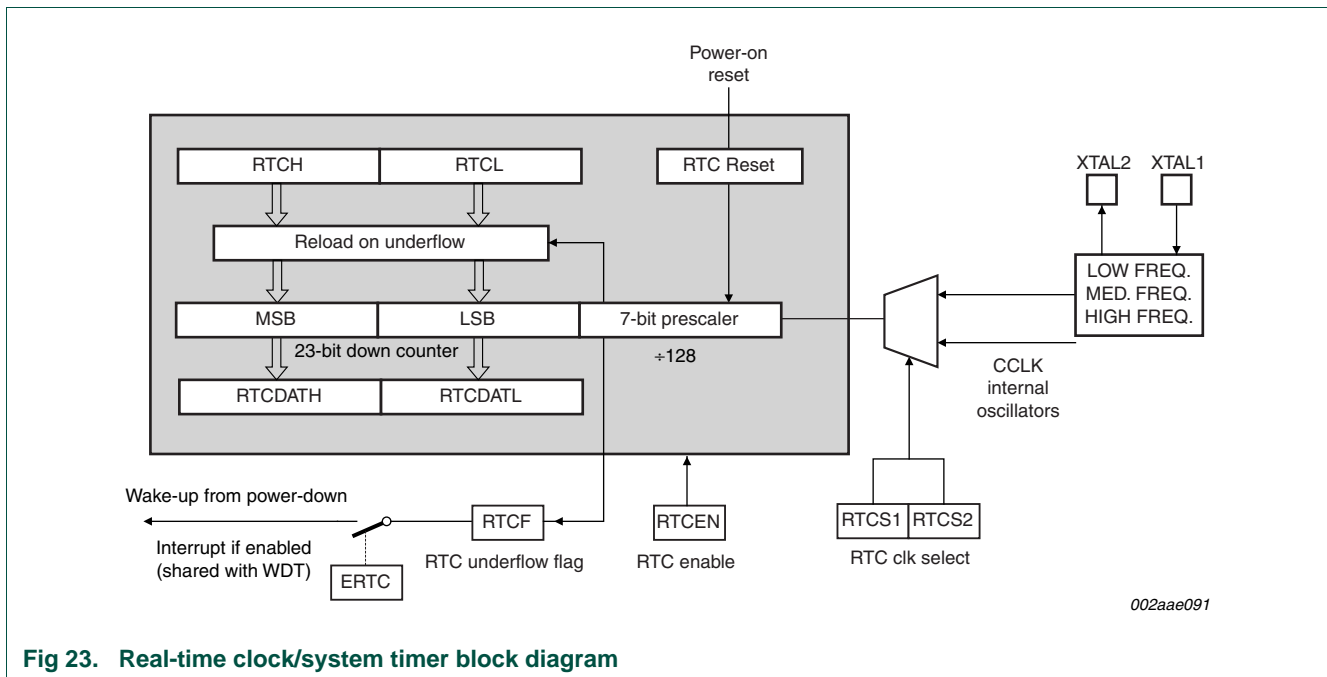 Power-on
reset
RTCH
RTCL
RTC Reset
XTAL2
XTAL1
Reload on underflow
LOW FREQ.
MED. FREQ.
HIGH FREQ.
MSB
LSB
7-bit prescaler
23-bit down counter
÷128
CCLK
internal
oscillators
RTCDATH
RTCDATL
Wake-up from power-down
RTCF
RTCEN
RTCS1
RTCS2
Interrupt if enabled
(shared with WDT)
RTC underflow flag
RTC enable
RTC clk select
ERTC
002aae091
Fig 23. Real-time clock/system timer block diagram